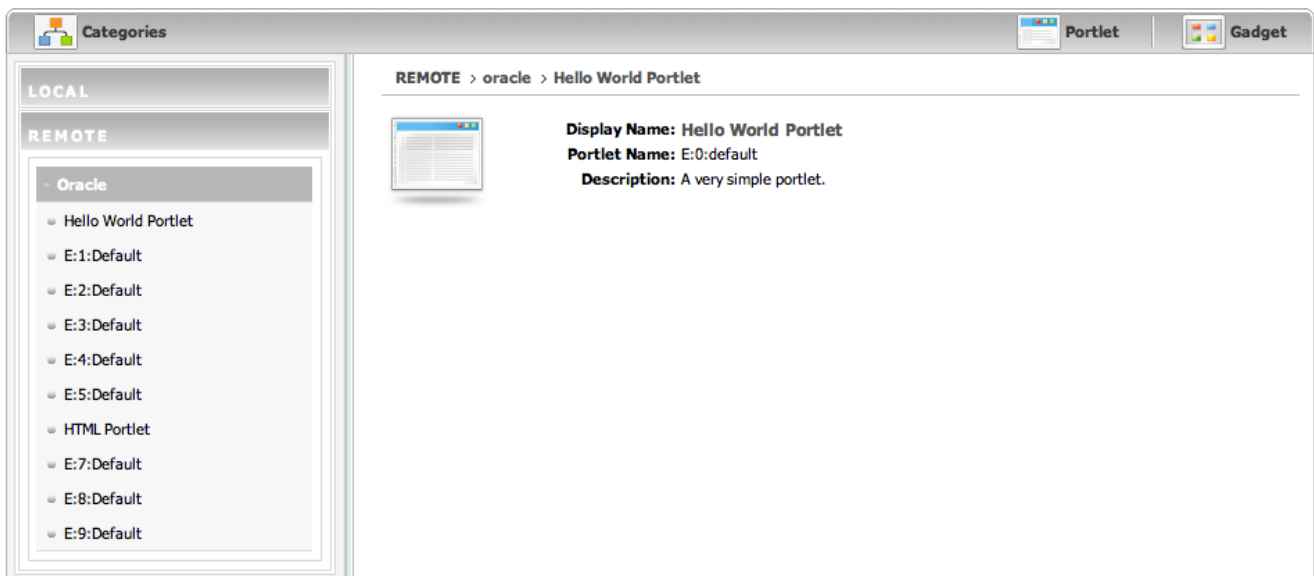 Categories
Portlet
Gadget
LOCAL
REMOTE
Oracle
Hello World Portlet
E:1:Default
E:2:Default
E:3:Default
E:4:Default
E:5:Default
HTML Portlet
E:7:Default
E:8:Default
E:9:Default
REMOTE > oracle > Hello World Portlet
Display Name: Hello World Portlet
Portlet Name: E:0:default
Description: A very simple portlet.